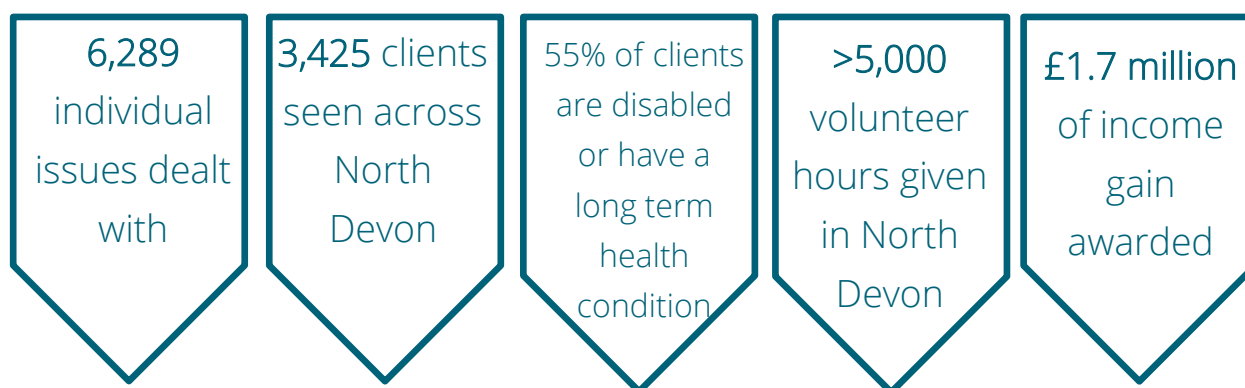 6,289
individual
issues dealt
with
3,425 clients
seen across
North
Devon
55% of clients
are disabled
or have a
long term
health
condition
>5,000
volunteer
hours given
in North
Devon
£1.7 million
of income
gain
awarded